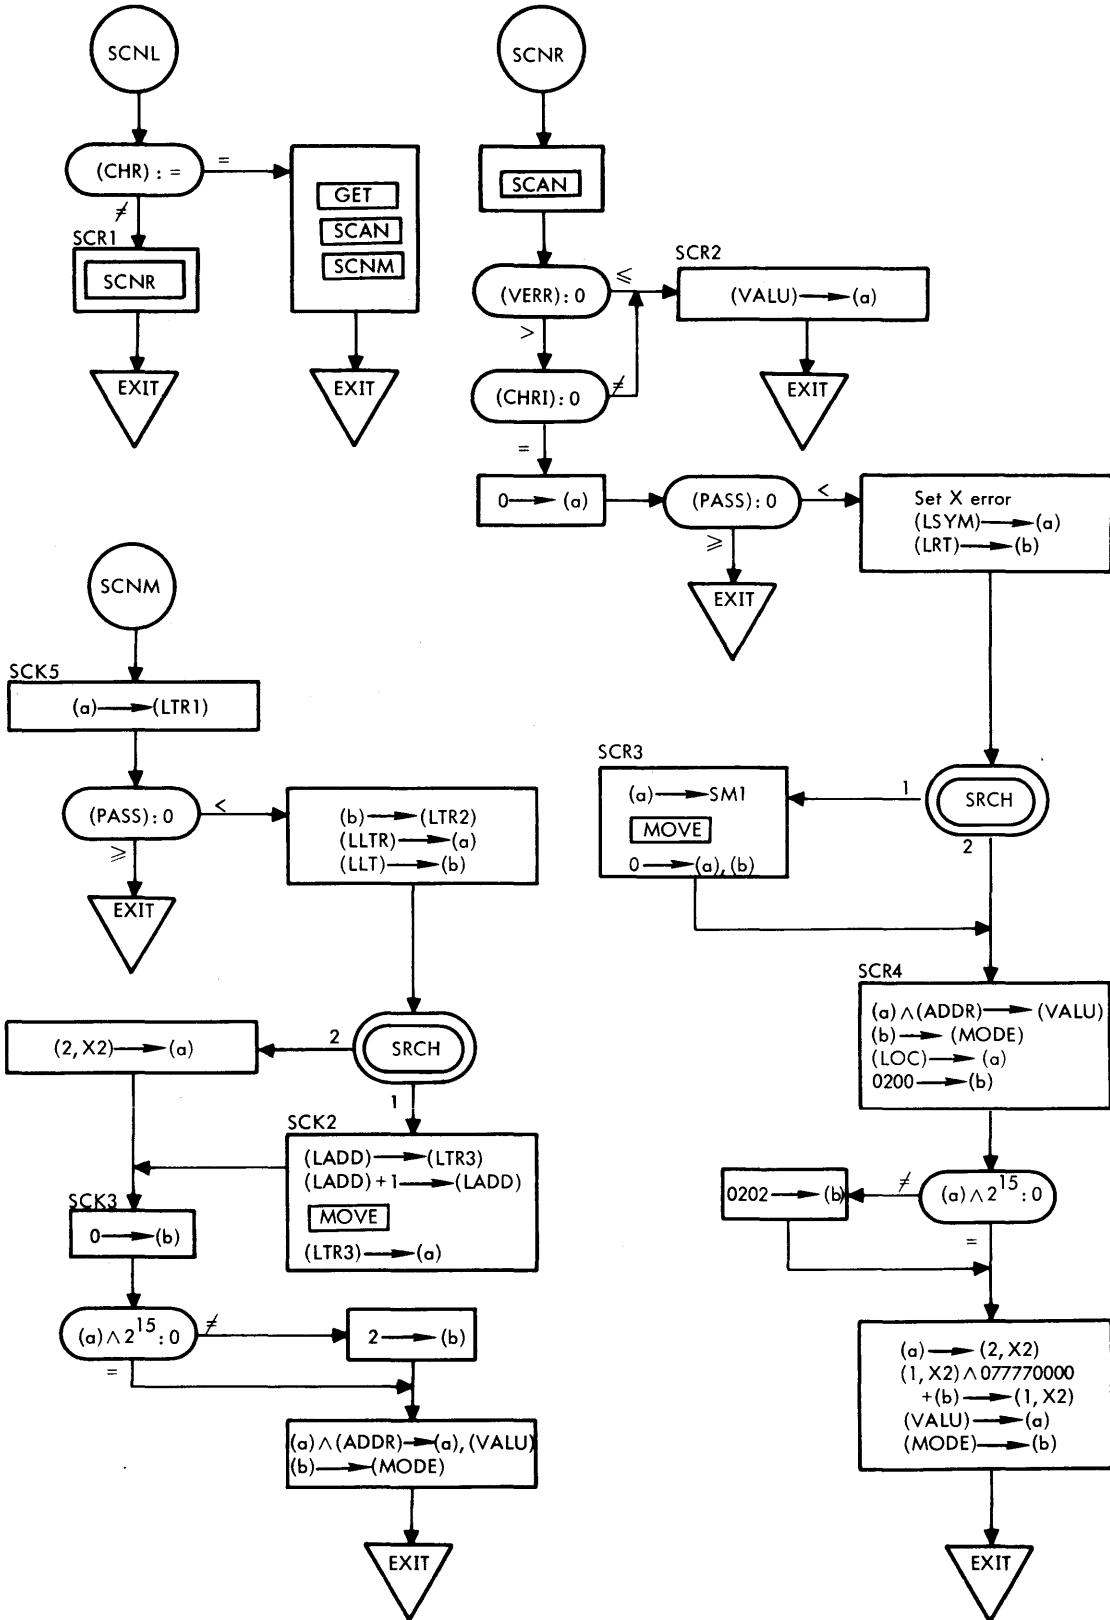 SCNL
(CHR) : =
=
≠
GET
SCAN
SCNM
SCR1
SCNR
EXIT
EXIT
SCNR
SCAN
(VERR): 0
≤
>
SCR2
(VALU)⟶(a)
EXIT
(CHRI): 0
≠
=
0⟶(a)
(PASS): 0
<
⩾
EXIT
Set X error
(LSYM)⟶(a)
(LRT)⟶(b)
SRCH
1
2
SCR3
(a)⟶SM1
MOVE
0⟶(a),(b)
SCR4
(a)∧(ADDR)⟶(VALU)
(b)⟶(MODE)
(LOC)⟶(a)
0200⟶(b)
(a)∧2¹⁵: 0
≠
=
0202⟶(b)
(a)⟶(2, X2)
(1, X2)∧077770000
+(b)⟶(1, X2)
(VALU)⟶(a)
(MODE)⟶(b)
EXIT
SCNM
SCK5
(a)⟶(LTR1)
(PASS): 0
<
⩾
EXIT
(b)⟶(LTR2)
(LLTR)⟶(a)
(LLT)⟶(b)
SRCH
2
1
(2, X2)⟶(a)
SCK2
(LADD)⟶(LTR3)
(LADD)+1⟶(LADD)
MOVE
(LTR3)⟶(a)
SCK3
0⟶(b)
(a)∧2¹⁵: 0
≠
=
2⟶(b)
(a)∧(ADDR)⟶(a),(VALU)
(b)⟶(MODE)
EXIT